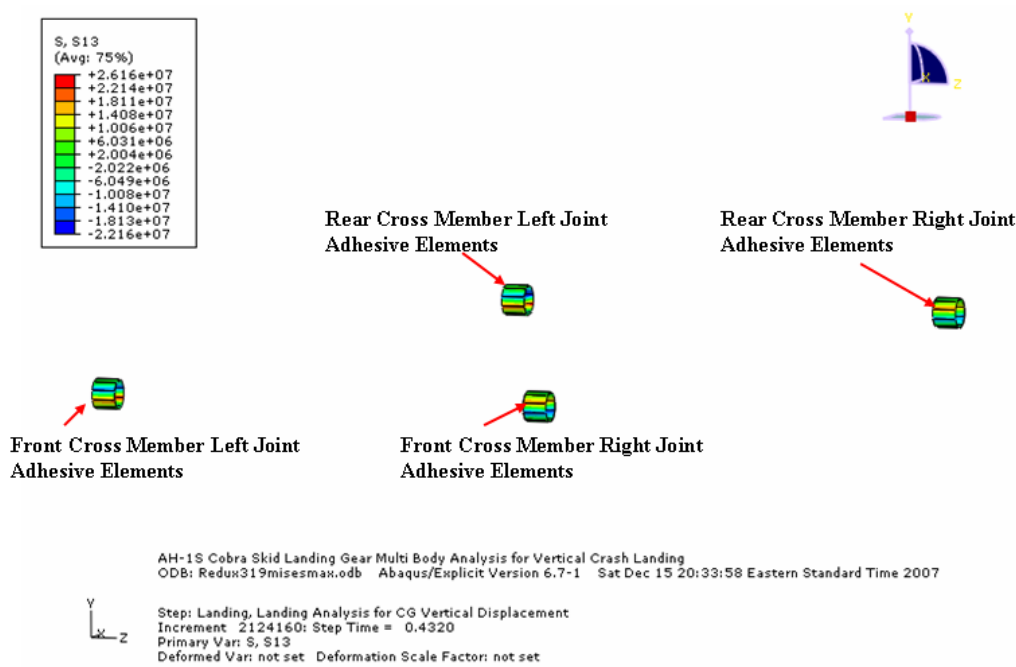 S, S13
(Avg: 75%)
+2.616e+07
+2.214e+07
+1.811e+07
+1.408e+07
+1.006e+07
+6.031e+06
+2.004e+06
-2.022e+06
-6.049e+06
-1.008e+07
-1.410e+07
-1.813e+07
-2.216e+07
Y
X
Z
Rear Cross Member Left Joint
Adhesive Elements
Rear Cross Member Right Joint
Adhesive Elements
Front Cross Member Left Joint
Adhesive Elements
Front Cross Member Right Joint
Adhesive Elements
AH-1S Cobra Skid Landing Gear Multi Body Analysis for Vertical Crash Landing
ODB: Redux319misesmax.odb Abaqus/Explicit Version 6.7-1 Sat Dec 15 20:33:58 Eastern Standard Time 2007
Y
X
Z
Step: Landing, Landing Analysis for CG Vertical Displacement
Increment 2124160: Step Time = 0.4320
Primary Var: S, S13
Deformed Var: not set Deformation Scale Factor: not set